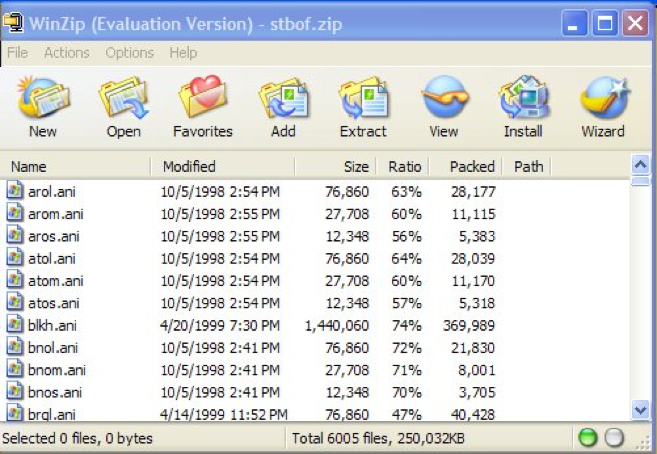 WinZip (Evaluation Version) - stbof.zip
File Actions Options Help
New Open Favorites Add Extract View Install Wizard
Name Modified Size Ratio Packed Path
arol.ani 10/5/1998 2:54 PM 76,860 63% 28,177
arom.ani 10/5/1998 2:55 PM 27,708 60% 11,115
aros.ani 10/5/1998 2:55 PM 12,348 56% 5,383
atol.ani 10/5/1998 2:54 PM 76,860 64% 28,039
atom.ani 10/5/1998 2:54 PM 27,708 60% 11,170
atos.ani 10/5/1998 2:54 PM 12,348 57% 5,318
blkh.ani 4/20/1999 7:30 PM 1,440,060 74% 369,989
bnol.ani 10/5/1998 2:41 PM 76,860 72% 21,830
bnom.ani 10/5/1998 2:41 PM 27,708 71% 8,001
bnos.ani 10/5/1998 2:41 PM 12,348 70% 3,705
brgl.ani 4/14/1999 11:52 PM 76,860 47% 40,428
Selected 0 files, 0 bytes Total 6005 files, 250,032KB